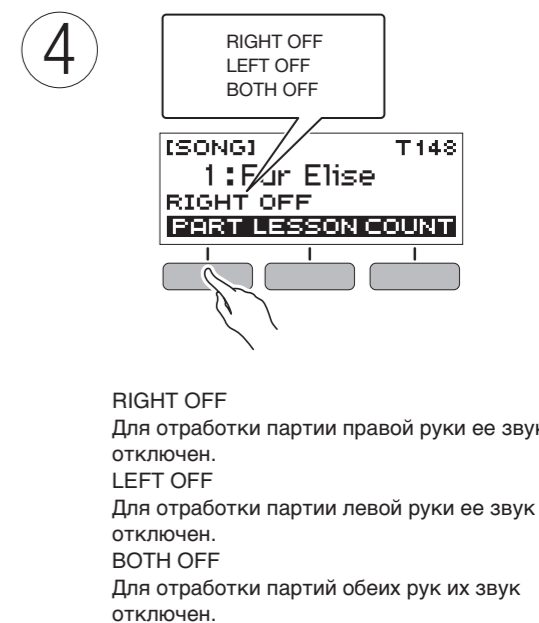 4
RIGHT OFF
LEFT OFF
BOTH OFF
[SONG] T148
1:Fur Elise
RIGHT OFF
PART LESSON COUNT
RIGHT OFF
Для отработки партии правой руки ее
отключен.
LEFT OFF
Для отработки партии левой руки ее звук
отключен.
BOTH OFF
Для отработки партий обеих рук их звук
отключен.